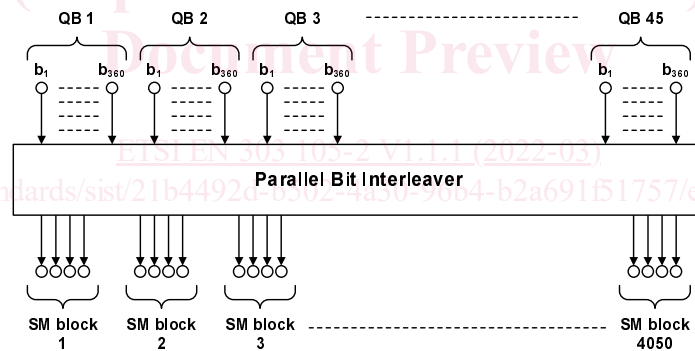 QB 1 QB 2 QB 3 QB 45
Document Preview
b1 b360 b1 b360 b1 b360 b1 b360
ETSI EN 303 105-2 V1.1.1 (2022-03)
Parallel Bit Interleaver
SM block SM block SM block SM block
1 2 3 4050